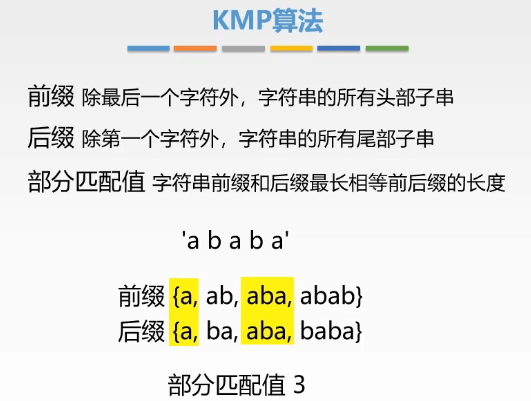 KMP算法
前缀 除最后一个字符外，字符串的所有头部子串
后缀 除第一个字符外，字符串的所有尾部子串
部分匹配值 字符串前缀和后缀最长相等前后缀的长度
'a b a b a'
前缀 {a, ab, aba, abab}
后缀 {a, ba, aba, baba}
部分匹配值 3